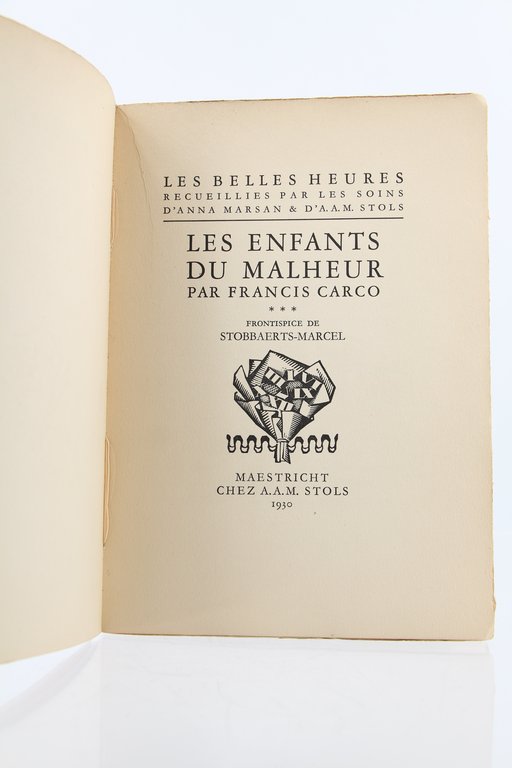 LES BELLES HEURES
RECUEILLIES PAR LES SOINS
D'ANNA MARSAN & D'A.A.M. STOLS
LES ENFANTS
DU MALHEUR
PAR FRANCIS CARCO
* * *
FRONTISPICE DE
STOBBAERTS-MARCEL
MAESTRICHT
CHEZ A.A.M. STOLS
1930